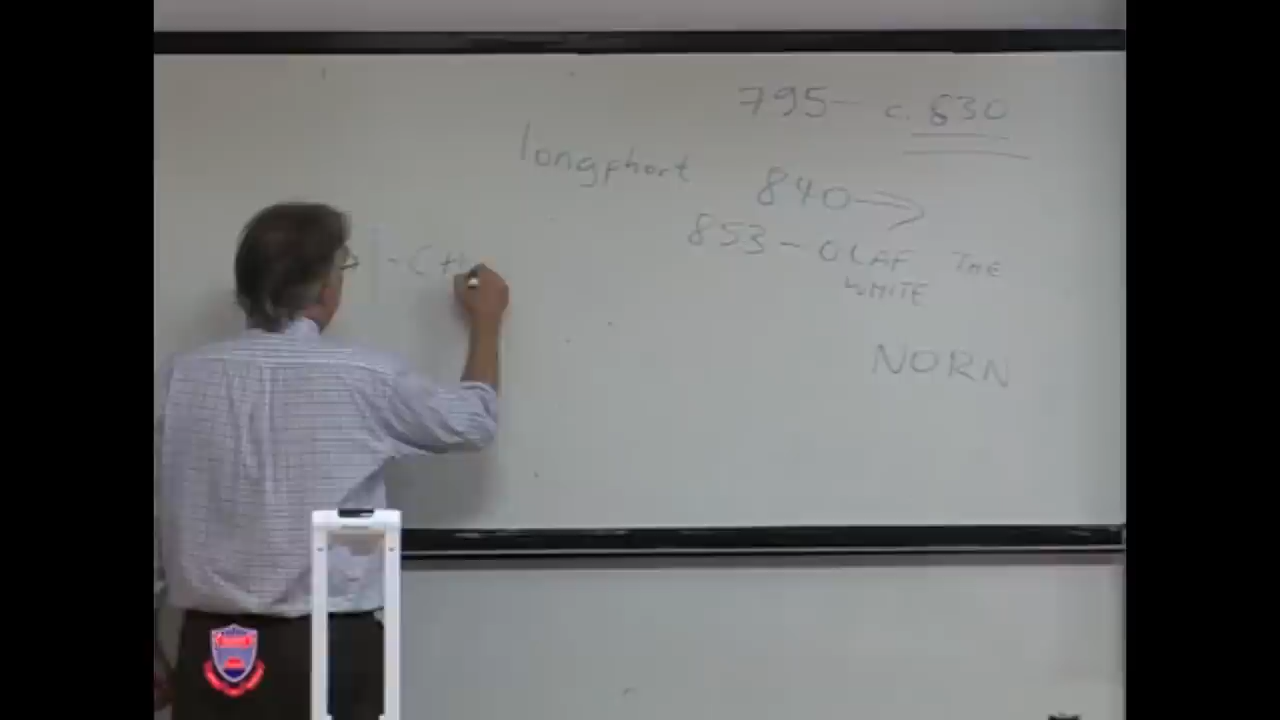 795 — c. 830
longphort
840 →
853 - OLAF THE
WHITE
NORN